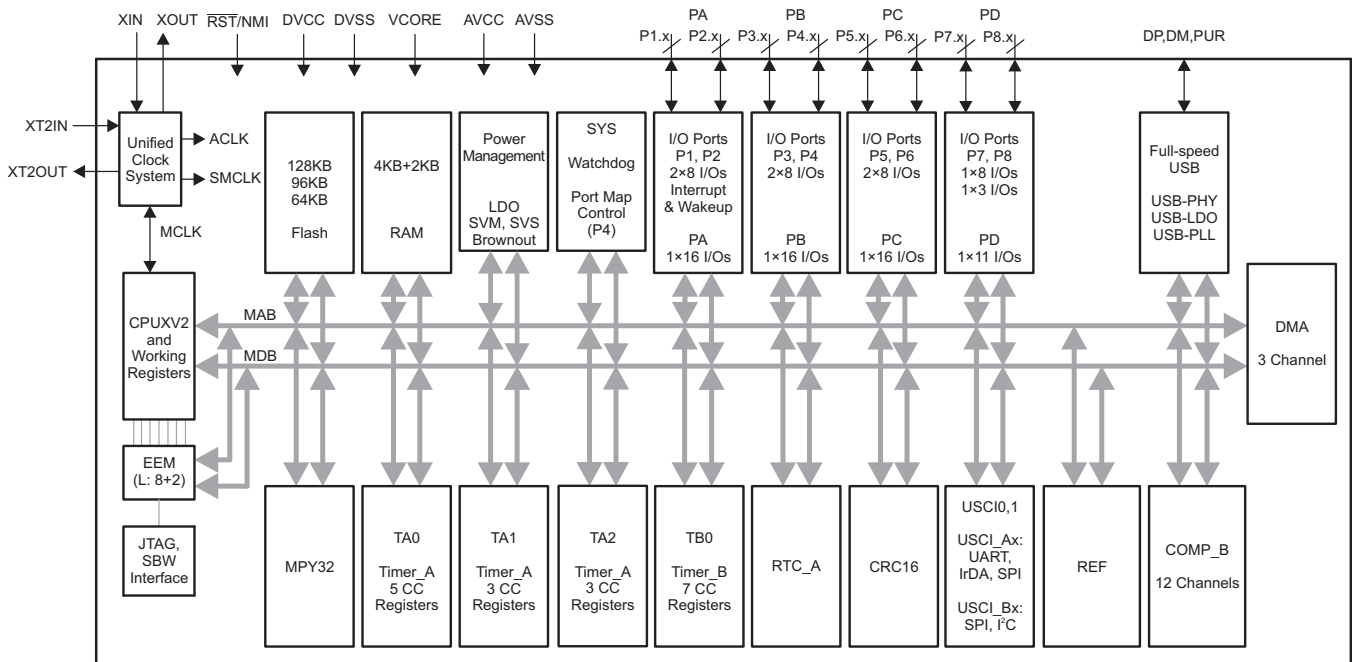 XIN
XOUT
RST/NMI
DVCC
DVSS
VCORE
AVCC
AVSS
PA
P1.x
P2.x
PB
P3.x
P4.x
PC
P5.x
P6.x
PD
P7.x
P8.x
DP,DM,PUR
XT2IN
XT2OUT
Unified
Clock
System
ACLK
SMCLK
MCLK
128KB
96KB
64KB
Flash
4KB+2KB
RAM
Power
Management
LDO
SVM, SVS
Brownout
SYS
Watchdog
Port Map
Control
(P4)
I/O Ports
P1, P2
2×8 I/Os
Interrupt
& Wakeup
PA
1×16 I/Os
I/O Ports
P3, P4
2×8 I/Os
PB
1×16 I/Os
I/O Ports
P5, P6
2×8 I/Os
PC
1×16 I/Os
I/O Ports
P7, P8
1×8 I/Os
1×3 I/Os
PD
1×11 I/Os
Full-speed
USB
USB-PHY
USB-LDO
USB-PLL
CPUXV2
and
Working
Registers
MAB
MDB
DMA
3 Channel
EEM
(L: 8+2)
JTAG,
SBW
Interface
MPY32
TA0
Timer_A
5 CC
Registers
TA1
Timer_A
3 CC
Registers
TA2
Timer_A
3 CC
Registers
TB0
Timer_B
7 CC
Registers
RTC_A
CRC16
USCI0,1
USCI_Ax:
UART,
IrDA, SPI
USCI_Bx:
SPI, I²C
REF
COMP_B
12 Channels